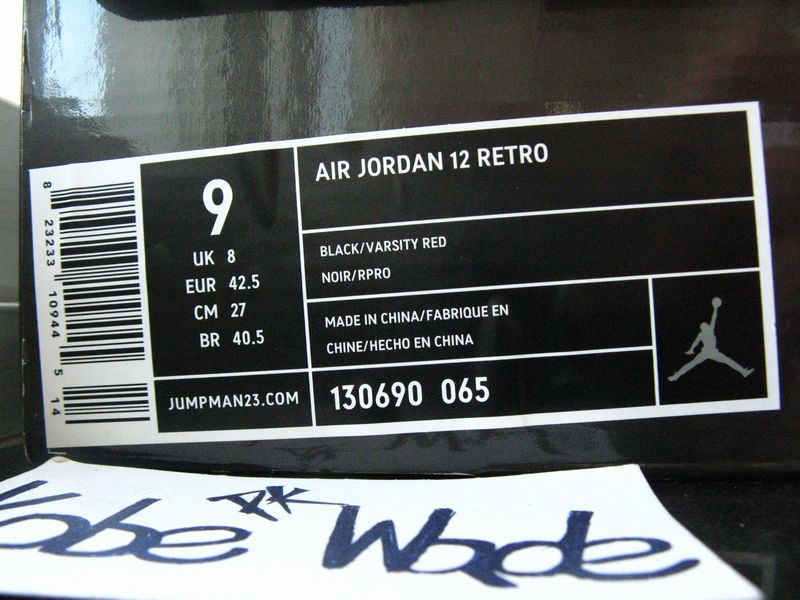 AIR JORDAN 12 RETRO
9
UK 8
EUR 42.5
CM 27
BR 40.5
BLACK/VARSITY RED
NOIR/RPRO
MADE IN CHINA/FABRIQUE EN
CHINE/HECHO EN CHINA
JUMPMAN23.COM
130690 065
8 23233 10944 5 14
Kobe PK Wade